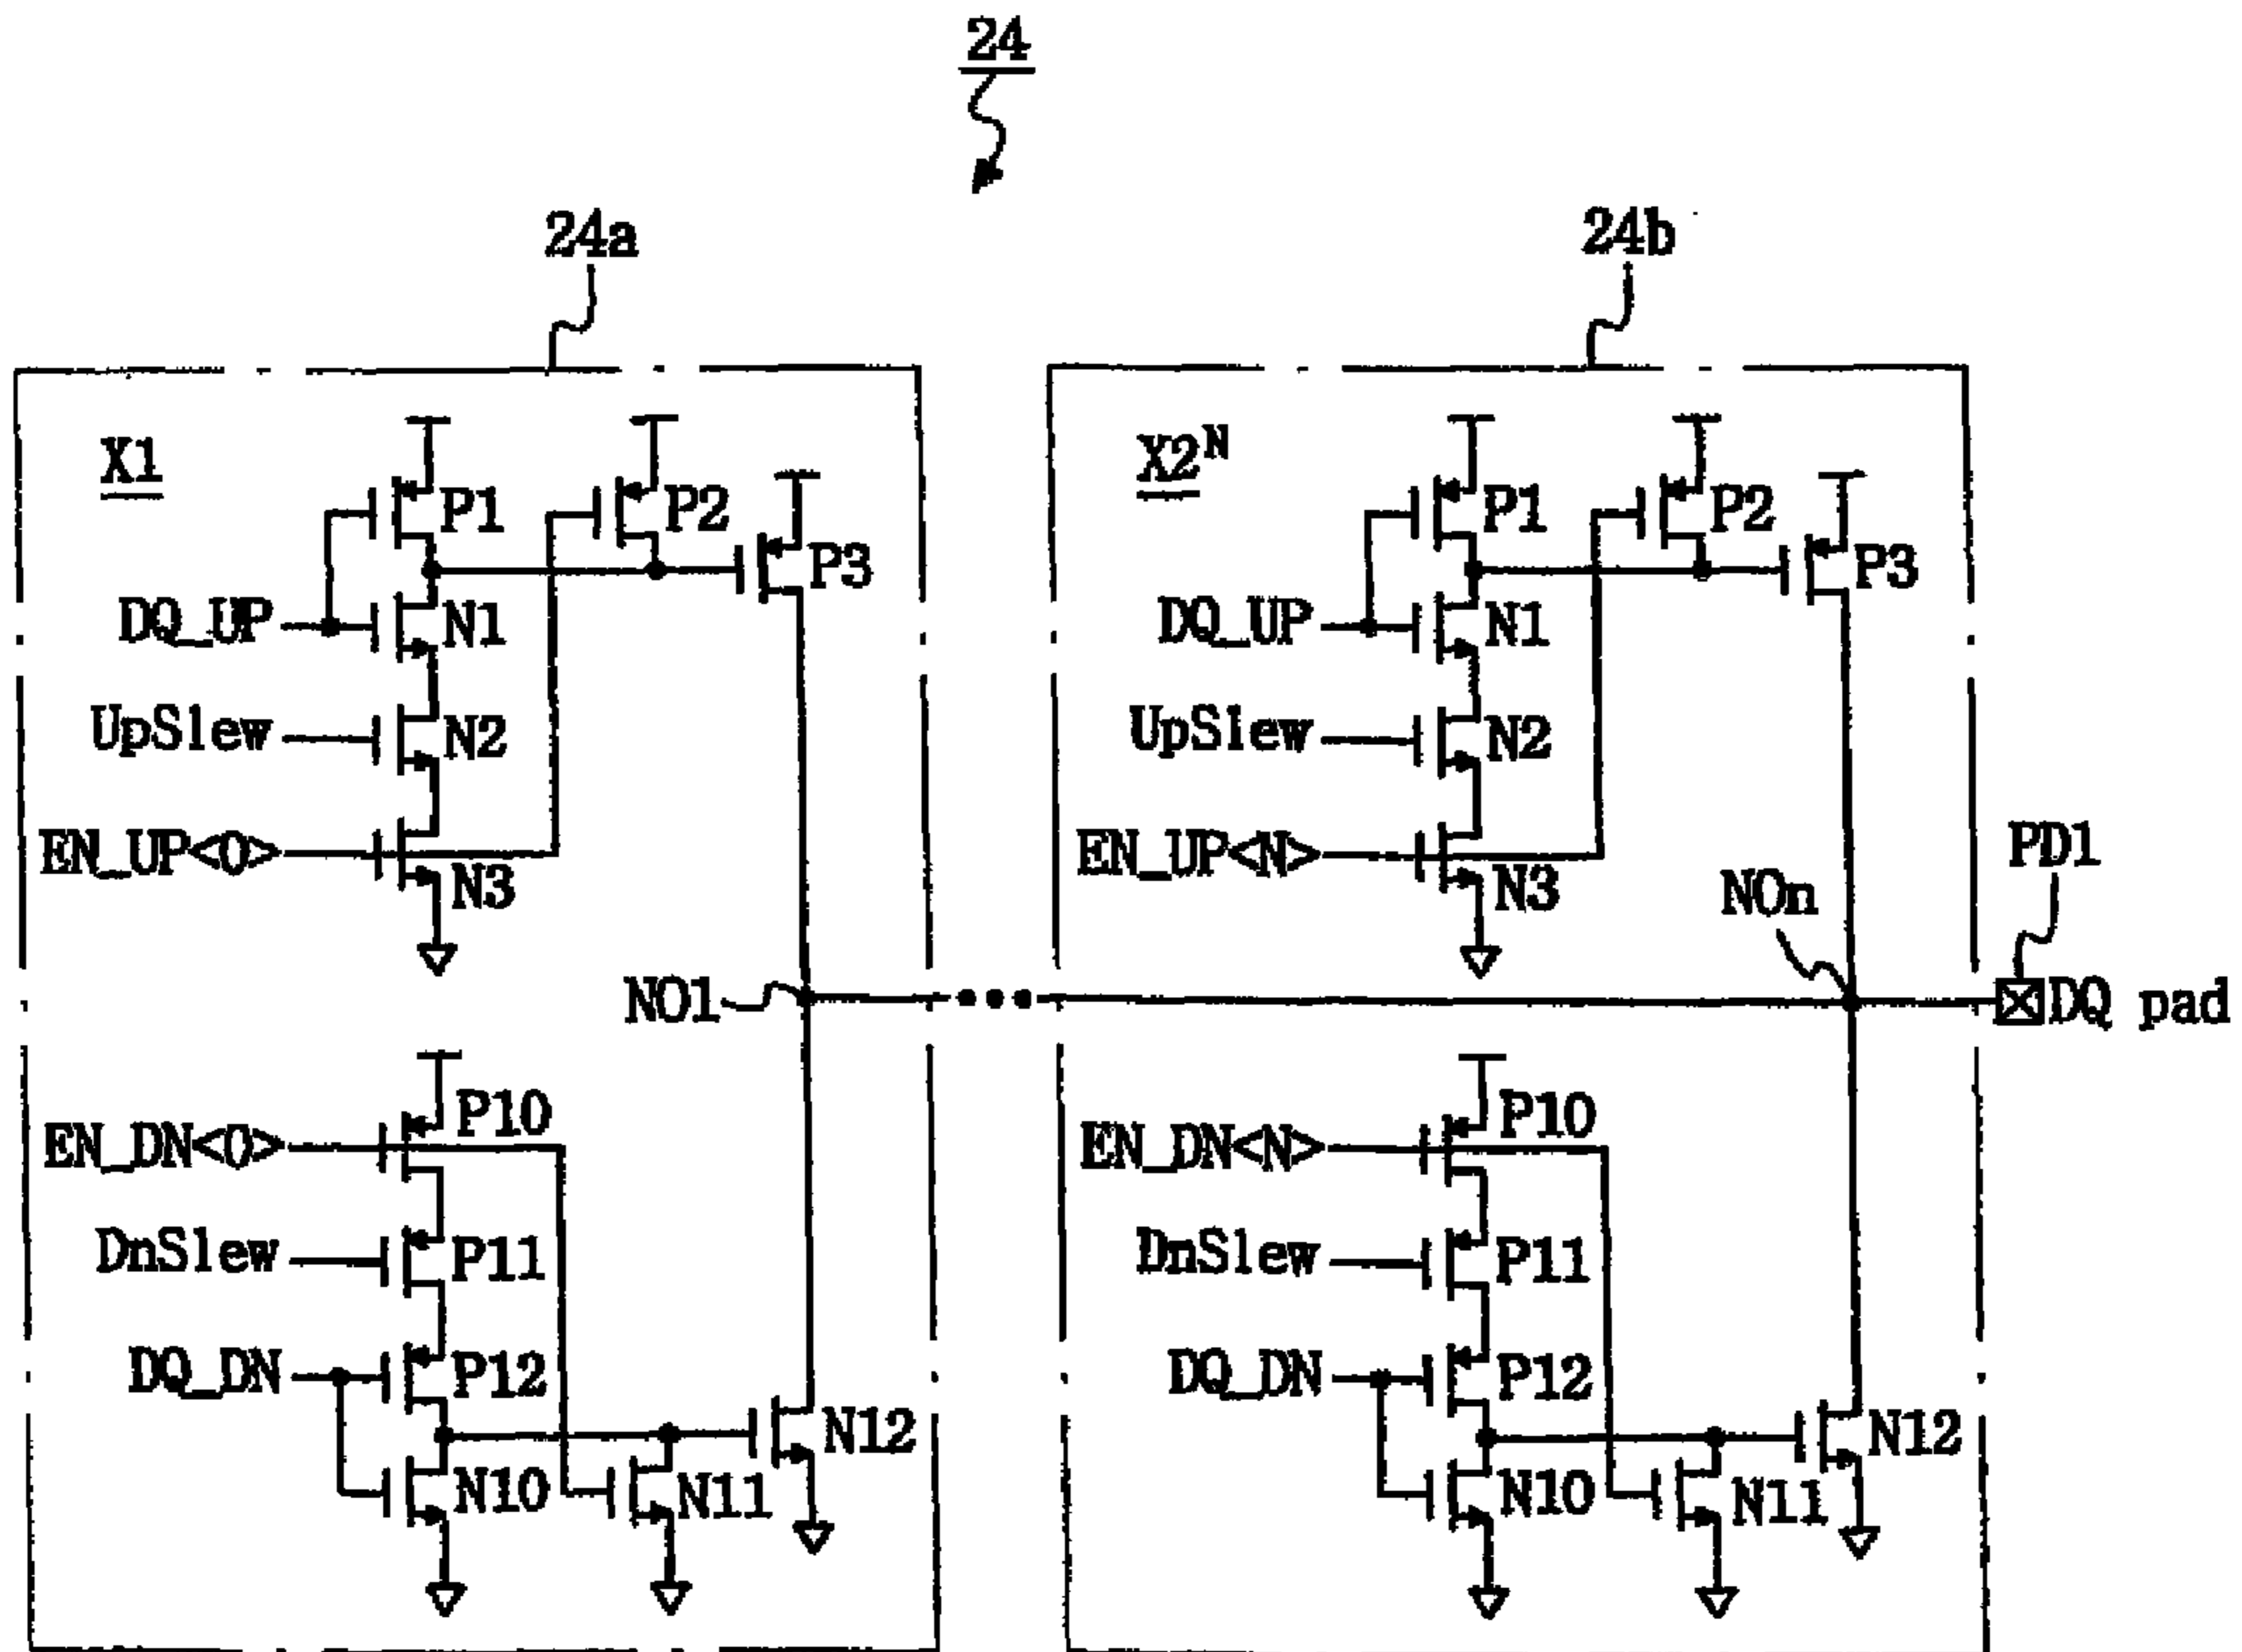 24
24a
24b
X1
P1
P2
P3
DQ_UP
N1
UpSlew
N2
EN_UP<0>
N3
NO1
EN_DN<0>
P10
DnSlew
P11
DQ_DN
P12
N10
N11
N12
X2ᴺ
P1
P2
P3
DQ_UP
N1
UpSlew
N2
EN_UP<N>
N3
NOn
PD1
DQ pad
EN_DN<N>
P10
DnSlew
P11
DQ_DN
P12
N10
N11
N12